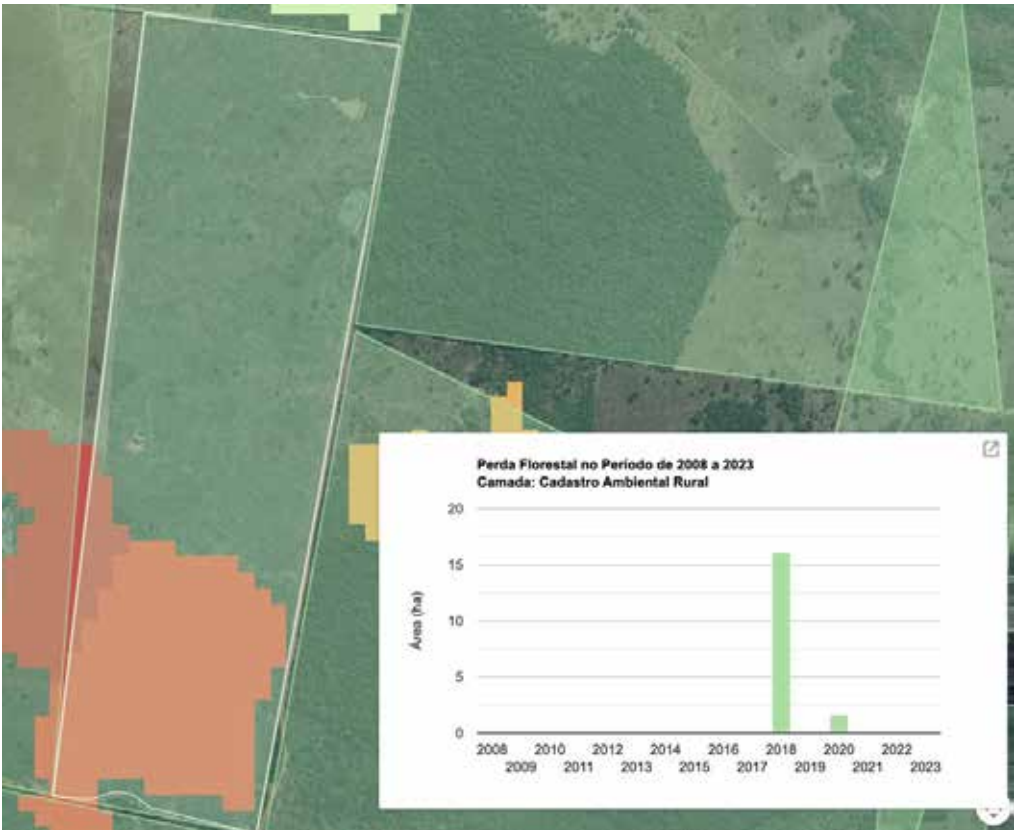 Perda Florestal no Período de 2008 a 2023
Camada: Cadastro Ambiental Rural
20
15
10
5
0
Área (ha)
2008 2010 2012 2014 2016 2018 2020 2022
2009 2011 2013 2015 2017 2019 2021 2023